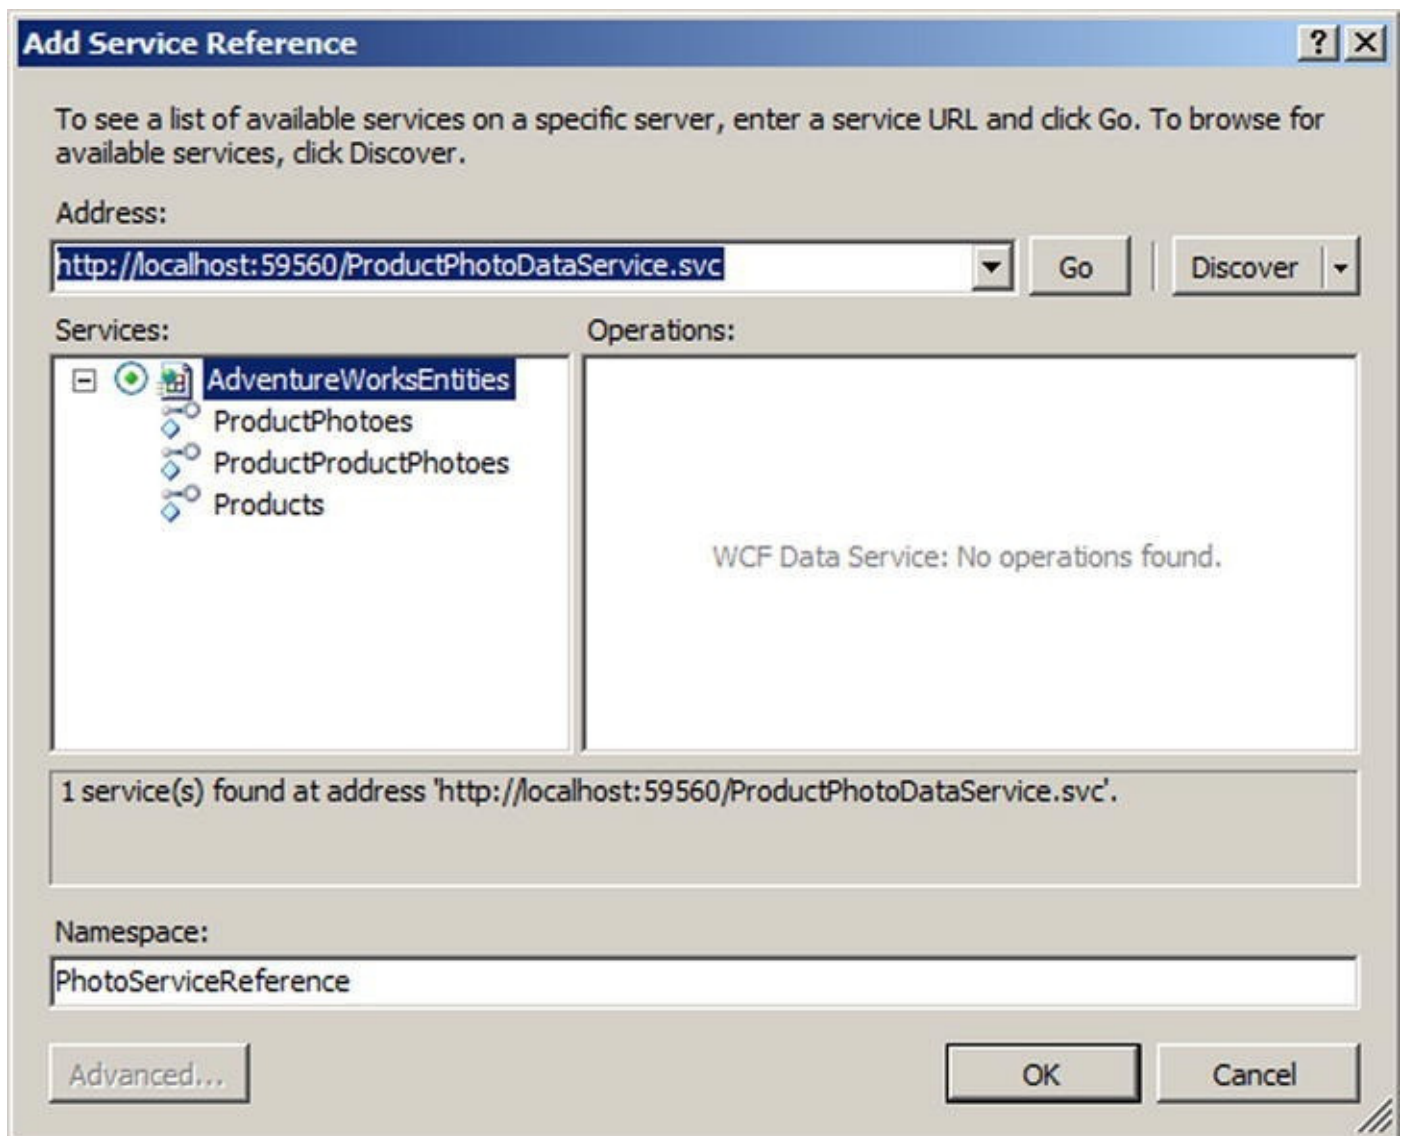 Add Service Reference
To see a list of available services on a specific server, enter a service URL and click Go. To browse for
available services, click Discover.
Address:
http://localhost:59560/ProductPhotoDataService.svc
Go
Discover
Services:
Operations:
AdventureWorksEntities
ProductPhotoes
ProductProductPhotoes
Products
WCF Data Service: No operations found.
1 service(s) found at address 'http://localhost:59560/ProductPhotoDataService.svc'.
Namespace:
PhotoServiceReference
Advanced...
OK
Cancel